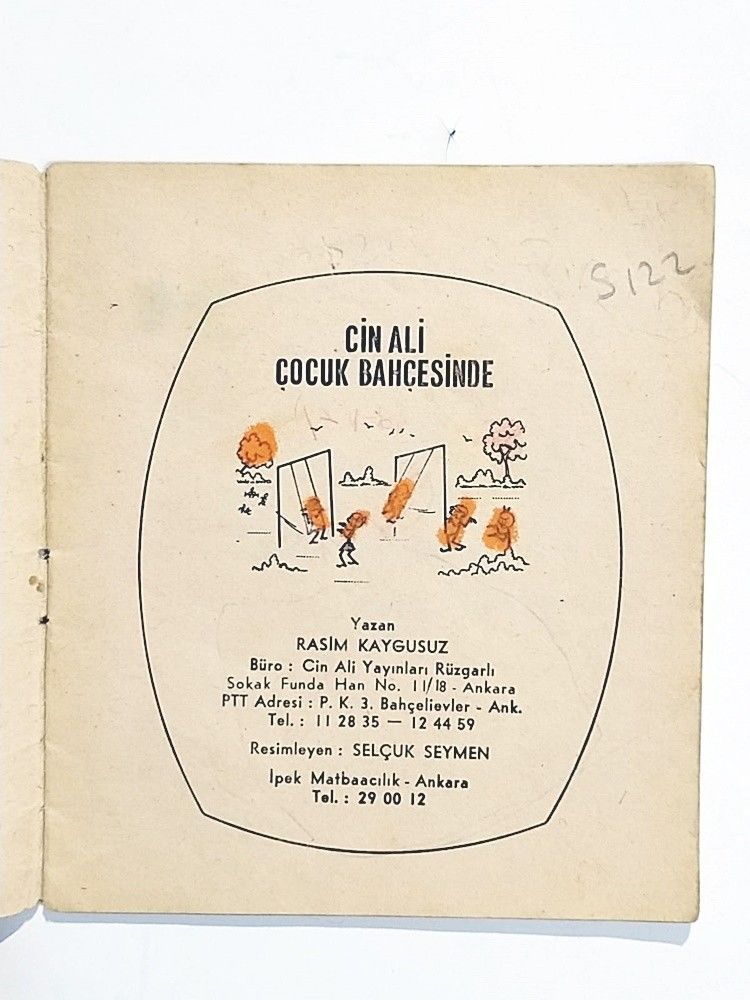 S122
CİN ALİ
ÇOCUK BAHÇESİNDE
Yazan
RASİM KAYGUSUZ
Büro : Cin Ali Yayınları Rüzgarlı
Sokak Funda Han No. 11/18 - Ankara
PTT Adresi : P. K. 3. Bahçelievler - Ank.
Tel. : 11 28 35 — 12 44 59
Resimleyen : SELÇUK SEYMEN
İpek Matbaacılık - Ankara
Tel. : 29 00 12